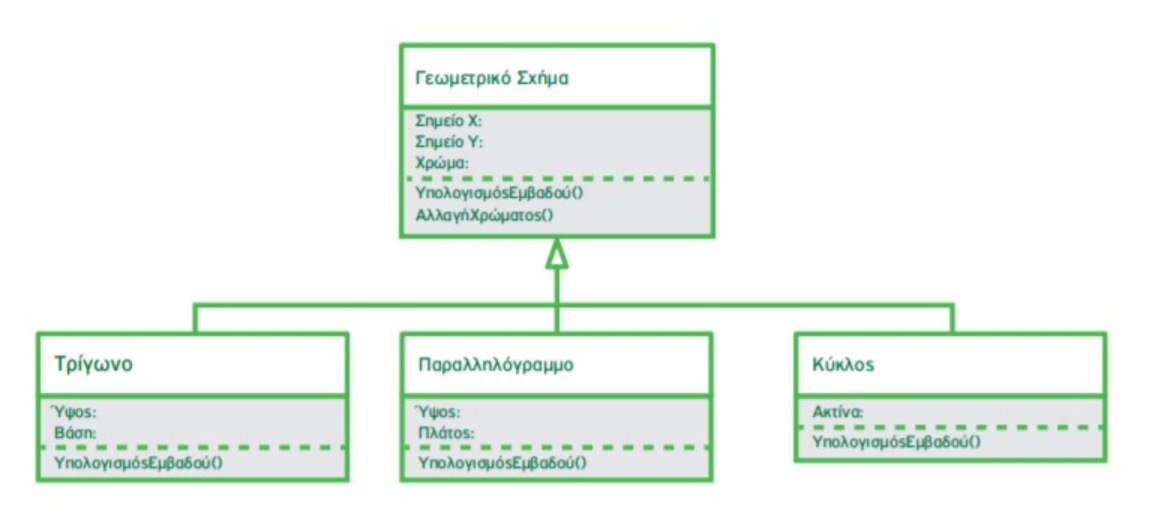 Γεωμετρικό Σχήμα
Σημείο Χ:
Σημείο Υ:
Χρώμα:
ΥπολογισμόςΕμβαδού()
ΑλλαγήΧρώματος()
Τρίγωνο
Ύψος:
Βάση:
ΥπολογισμόςΕμβαδού()
Παραλληλόγραμμο
Ύψος:
Πλάτος:
ΥπολογισμόςΕμβαδού()
Κύκλος
Ακτίνα:
ΥπολογισμόςΕμβαδού()